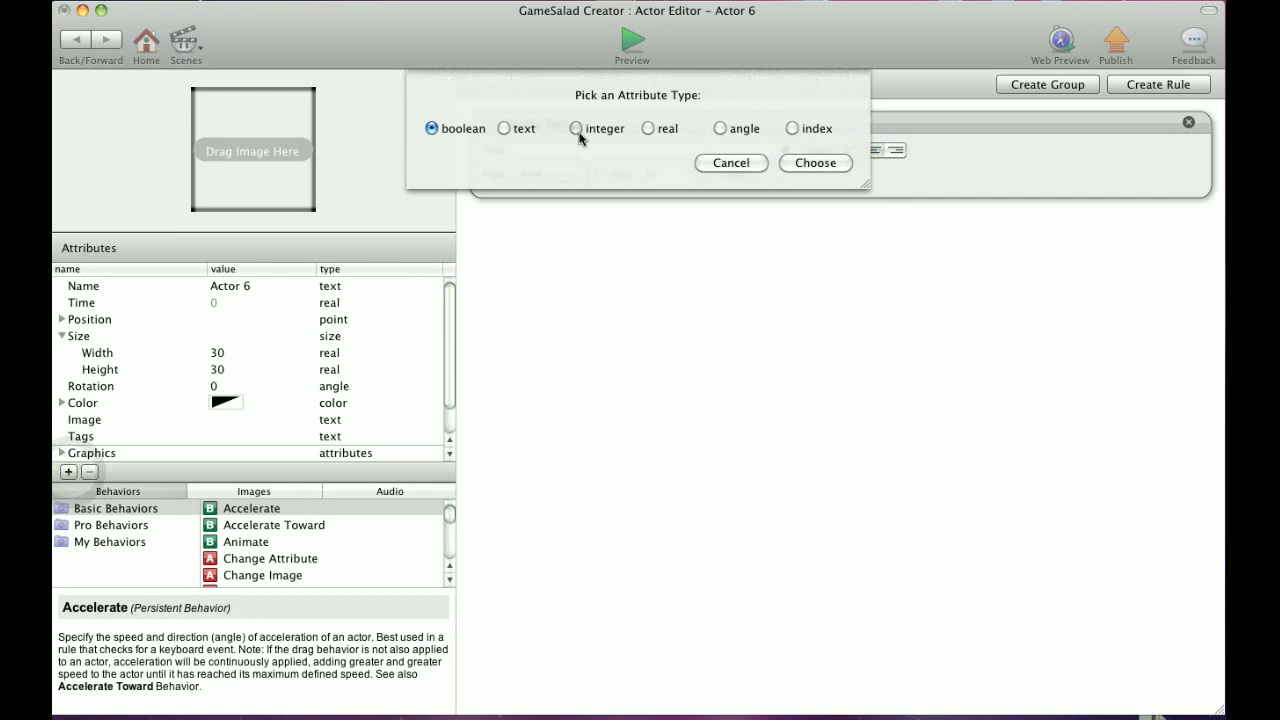 GameSalad Creator : Actor Editor - Actor 6
Back/Forward Home Scenes Preview Web Preview Publish Feedback
Create Group Create Rule
Pick an Attribute Type:
boolean text integer real angle index
Cancel Choose
Drag Image Here
Attributes
name value type
Name Actor 6 text
Time 0 real
Position point
Size size
Width 30 real
Height 30 real
Rotation 0 angle
Color color
Image text
Tags text
Graphics attributes
Behaviors Images Audio
Basic Behaviors
Pro Behaviors
My Behaviors
B Accelerate
B Accelerate Toward
B Animate
A Change Attribute
A Change Image
Accelerate (Persistent Behavior)
Specify the speed and direction (angle) of acceleration of an actor. Best used in a
rule that checks for a keyboard event. Note: If the drag behavior is not also applied
to an actor, acceleration will be continuously applied, adding greater and greater
speed to the actor until it has reached its maximum defined speed. See also
Accelerate Toward Behavior.